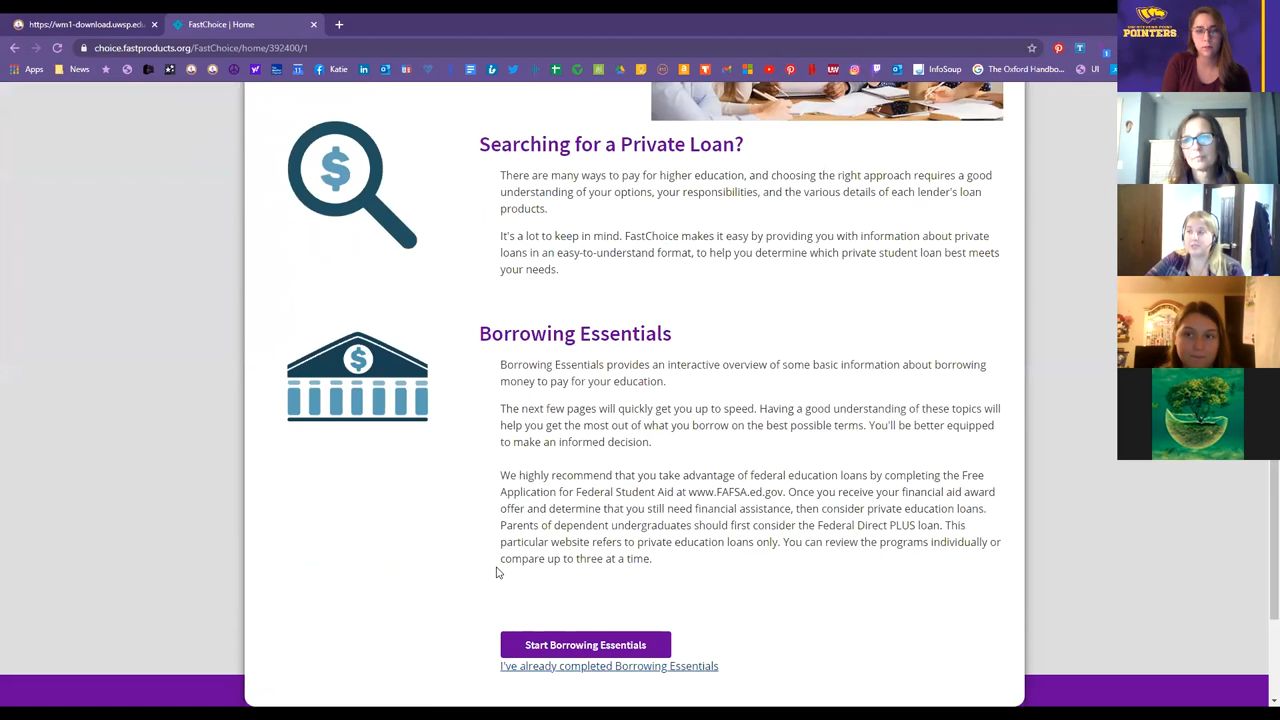 https://wm1-download.uwsp.edu
FastChoice | Home
choice.fastproducts.org/FastChoice/home/392400/1
Apps
News
Katie
InfoSoup
The Oxford Handbo...
UI
POINTERS
Searching for a Private Loan?
There are many ways to pay for higher education, and choosing the right approach requires a good
understanding of your options, your responsibilities, and the various details of each lender's loan
products.
It's a lot to keep in mind. FastChoice makes it easy by providing you with information about private
loans in an easy-to-understand format, to help you determine which private student loan best meets
your needs.
Borrowing Essentials
Borrowing Essentials provides an interactive overview of some basic information about borrowing
money to pay for your education.
The next few pages will quickly get you up to speed. Having a good understanding of these topics will
help you get the most out of what you borrow on the best possible terms. You'll be better equipped
to make an informed decision.
We highly recommend that you take advantage of federal education loans by completing the Free
Application for Federal Student Aid at www.FAFSA.ed.gov. Once you receive your financial aid award
offer and determine that you still need financial assistance, then consider private education loans.
Parents of dependent undergraduates should first consider the Federal Direct PLUS loan. This
particular website refers to private education loans only. You can review the programs individually or
compare up to three at a time.
Start Borrowing Essentials
I've already completed Borrowing Essentials